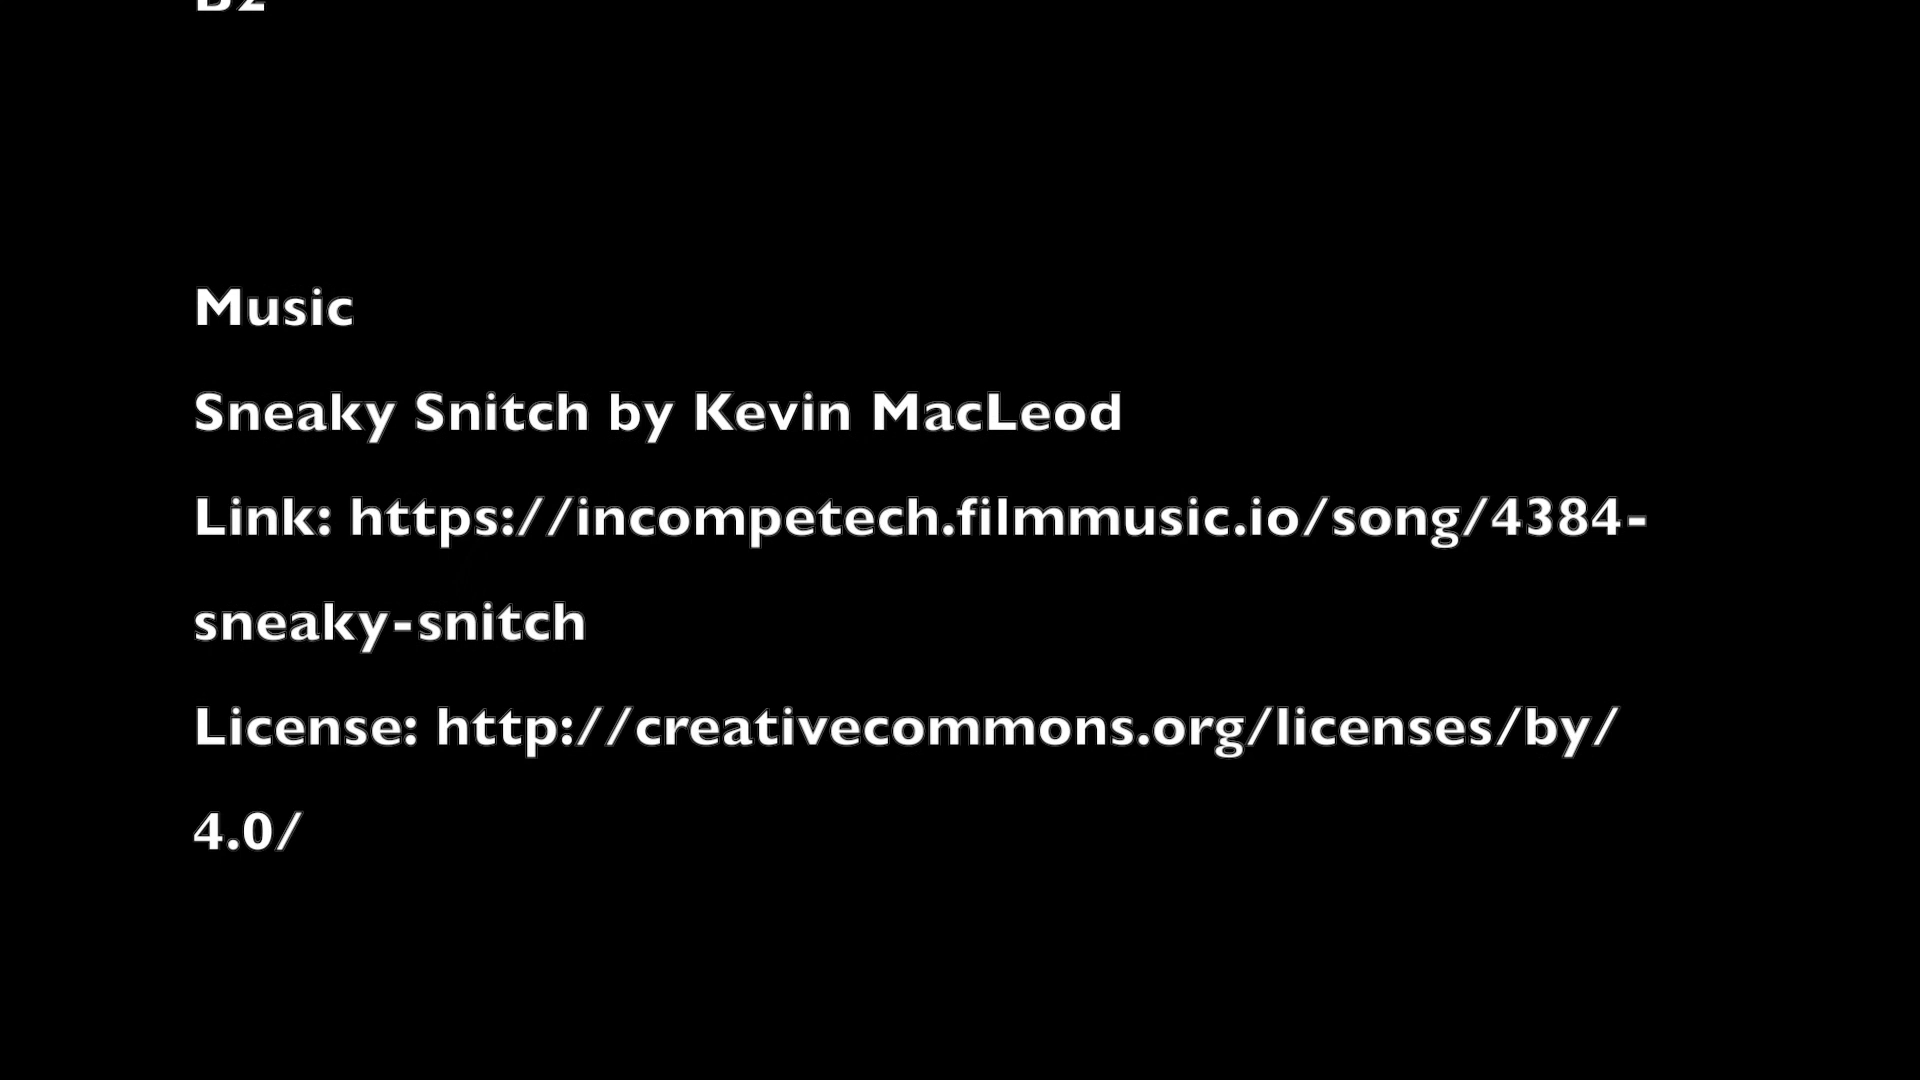 B2
Music
Sneaky Snitch by Kevin MacLeod
Link: https://incompetech.filmmusic.io/song/4384-
sneaky-snitch
License: http://creativecommons.org/licenses/by/
4.0/